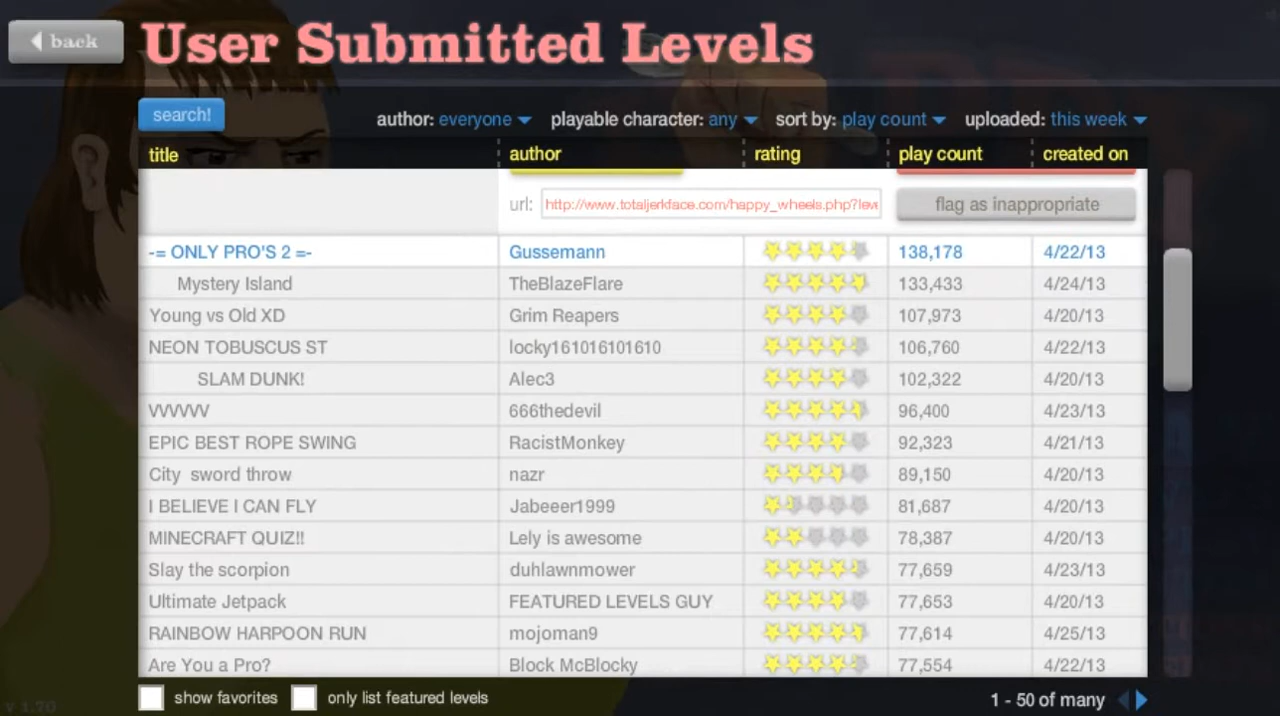 back
User Submitted Levels
search!
author: everyone playable character: any sort by: play count uploaded: this week
title author rating play count created on
url: http://www.totaljerkface.com/happy_wheels.php?leve flag as inappropriate
-= ONLY PRO'S 2 =- Gussemann 138,178 4/22/13
Mystery Island TheBlazeFlare 133,433 4/24/13
Young vs Old XD Grim Reapers 107,973 4/20/13
NEON TOBUSCUS ST locky161016101610 106,760 4/22/13
SLAM DUNK! Alec3 102,322 4/20/13
VVVVVV 666thedevil 96,400 4/23/13
EPIC BEST ROPE SWING RacistMonkey 92,323 4/21/13
City sword throw nazr 89,150 4/20/13
I BELIEVE I CAN FLY Jabeeer1999 81,687 4/20/13
MINECRAFT QUIZ!! Lely is awesome 78,387 4/20/13
Slay the scorpion duhlawnmower 77,659 4/23/13
Ultimate Jetpack FEATURED LEVELS GUY 77,653 4/20/13
RAINBOW HARPOON RUN mojoman9 77,614 4/25/13
Are You a Pro? Block McBlocky 77,554 4/22/13
show favorites only list featured levels 1 - 50 of many
v 1.70